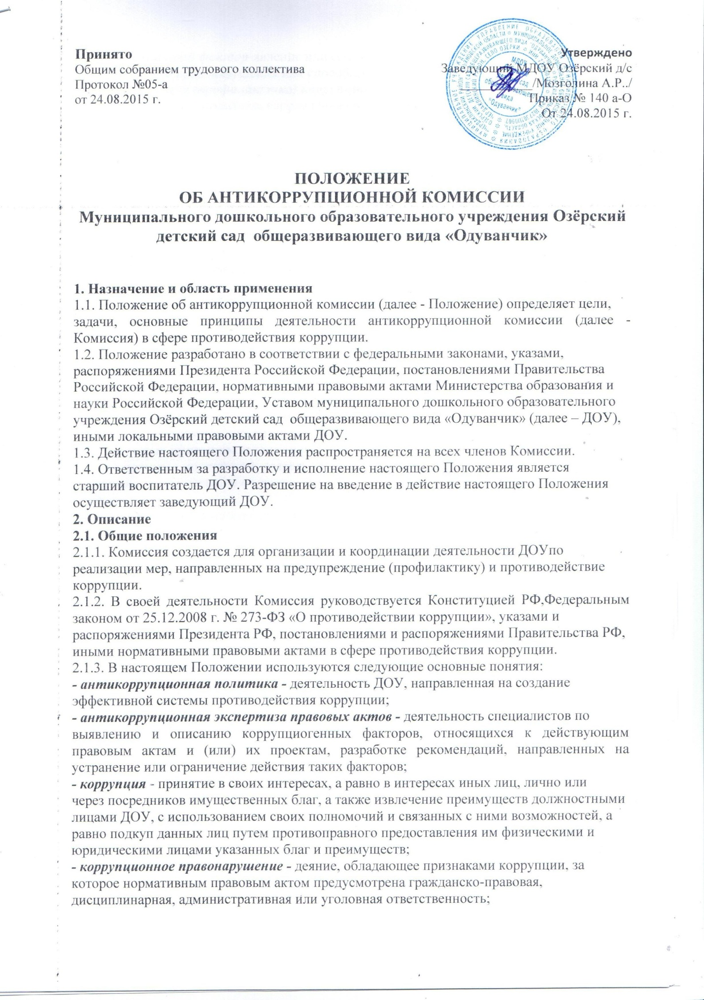 Принято
Общим собранием трудового коллектива
Протокол №05-а
от 24.08.2015 г.
Утверждено
Заведующий МДОУ Озёрский д/с
/Мозголина А.Р../
Приказ № 140 а-О
От 24.08.2015 г.
МДОУ
сад
вида
"Одуванчик"
ПОЛОЖЕНИЕ
ОБ АНТИКОРРУПЦИОННОЙ КОМИССИИ
Муниципального дошкольного образовательного учреждения Озёрский
детский сад  общеразвивающего вида «Одуванчик»
1. Назначение и область применения
1.1. Положение об антикоррупционной комиссии (далее - Положение) определяет цели,
задачи, основные принципы деятельности антикоррупционной комиссии (далее -
Комиссия) в сфере противодействия коррупции.
1.2. Положение разработано в соответствии с федеральными законами, указами,
распоряжениями Президента Российской Федерации, постановлениями Правительства
Российской Федерации, нормативными правовыми актами Министерства образования и
науки Российской Федерации, Уставом муниципального дошкольного образовательного
учреждения Озёрский детский сад  общеразвивающего вида «Одуванчик» (далее – ДОУ),
иными локальными правовыми актами ДОУ.
1.3. Действие настоящего Положения распространяется на всех членов Комиссии.
1.4. Ответственным за разработку и исполнение настоящего Положения является
старший воспитатель ДОУ. Разрешение на введение в действие настоящего Положения
осуществляет заведующий ДОУ.
2. Описание
2.1. Общие положения
2.1.1. Комиссия создается для организации и координации деятельности ДОУпо
реализации мер, направленных на предупреждение (профилактику) и противодействие
коррупции.
2.1.2. В своей деятельности Комиссия руководствуется Конституцией РФ,Федеральным
законом от 25.12.2008 г. № 273-ФЗ «О противодействии коррупции», указами и
распоряжениями Президента РФ, постановлениями и распоряжениями Правительства РФ,
иными нормативными правовыми актами в сфере противодействия коррупции.
2.1.3. В настоящем Положении используются следующие основные понятия:
- антикоррупционная политика - деятельность ДОУ, направленная на создание
эффективной системы противодействия коррупции;
- антикоррупционная экспертиза правовых актов - деятельность специалистов по
выявлению и описанию коррупциогенных факторов, относящихся к действующим
правовым актам и (или) их проектам, разработке рекомендаций, направленных на
устранение или ограничение действия таких факторов;
- коррупция - принятие в своих интересах, а равно в интересах иных лиц, лично или
через посредников имущественных благ, а также извлечение преимуществ должностными
лицами ДОУ, с использованием своих полномочий и связанных с ними возможностей, а
равно подкуп данных лиц путем противоправного предоставления им физическими и
юридическими лицами указанных благ и преимуществ;
- коррупционное правонарушение - деяние, обладающее признаками коррупции, за
которое нормативным правовым актом предусмотрена гражданско-правовая,
дисциплинарная, административная или уголовная ответственность;